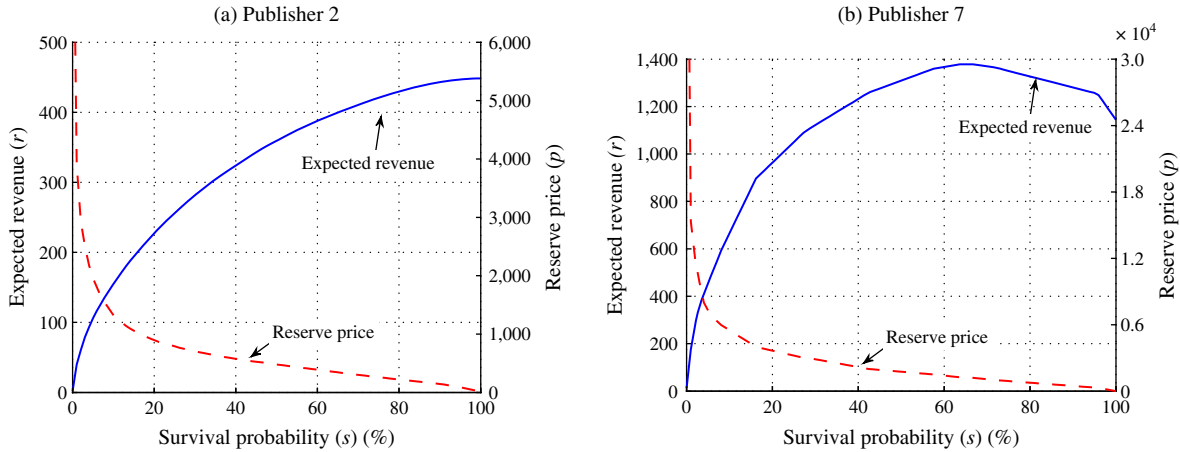 (a) Publisher 2
500
400
300
200
100
0
6,000
5,000
4,000
3,000
2,000
1,000
0
0 20 40 60 80 100
Expected revenue (r)
Reserve price (p)
Expected revenue
Reserve price
Survival probability (s) (%)
(b) Publisher 7
× 10⁴
1,400
1,200
1,000
800
600
400
200
0
3.0
2.4
1.8
1.2
0.6
0
0 20 40 60 80 100
Expected revenue (r)
Reserve price (p)
Expected revenue
Reserve price
Survival probability (s) (%)